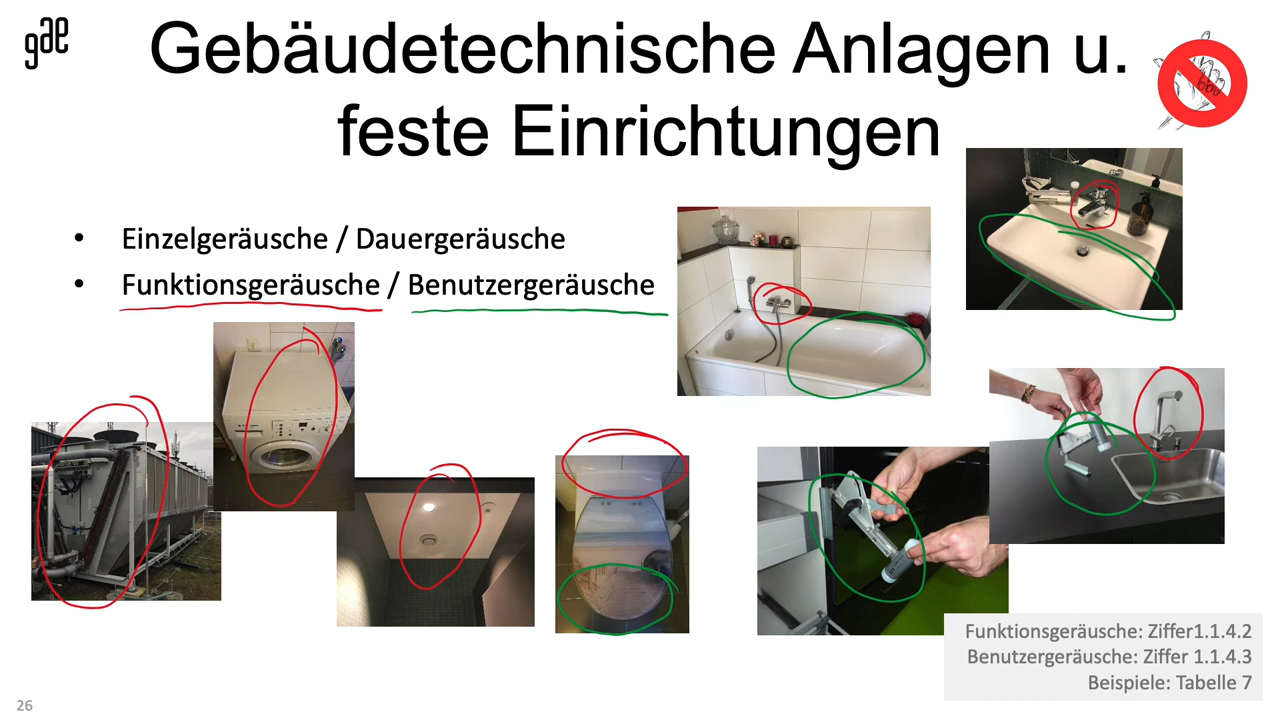 gae
Gebäudetechnische Anlagen u.
feste Einrichtungen
• Einzelgeräusche / Dauergeräusche
• Funktionsgeräusche / Benutzergeräusche
Funktionsgeräusche: Ziffer1.1.4.2
Benutzergeräusche: Ziffer 1.1.4.3
Beispiele: Tabelle 7
26